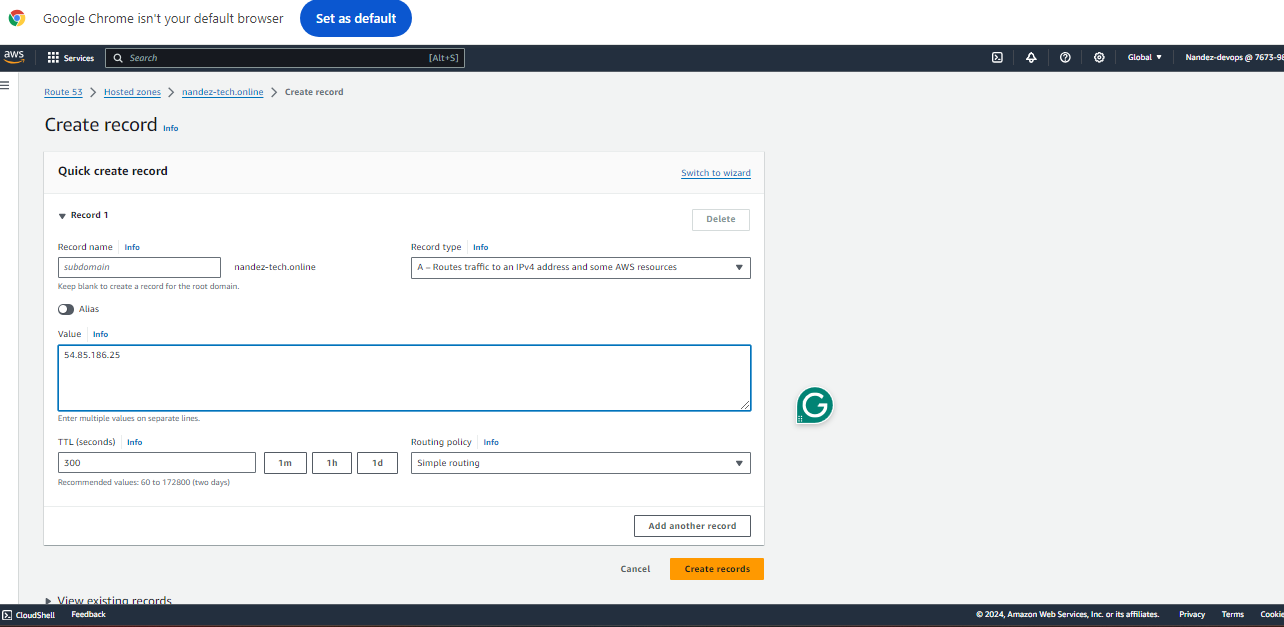 Google Chrome isn't your default browser Set as default
aws Services Search [Alt+S] Global Nandez-devops @ 7673-98
Route 53 Hosted zones nandez-tech.online Create record
Create record Info
Quick create record Switch to wizard
Record 1 Delete
Record name Info Record type Info
subdomain nandez-tech.online A – Routes traffic to an IPv4 address and some AWS resources
Keep blank to create a record for the root domain.
Alias
Value Info
54.85.186.25
Enter multiple values on separate lines.
TTL (seconds) Info Routing policy Info
300 1m 1h 1d Simple routing
Recommended values: 60 to 172800 (two days)
Add another record
Cancel Create records
View existing records
CloudShell Feedback © 2024, Amazon Web Services, Inc. or its affiliates. Privacy Terms Cookie